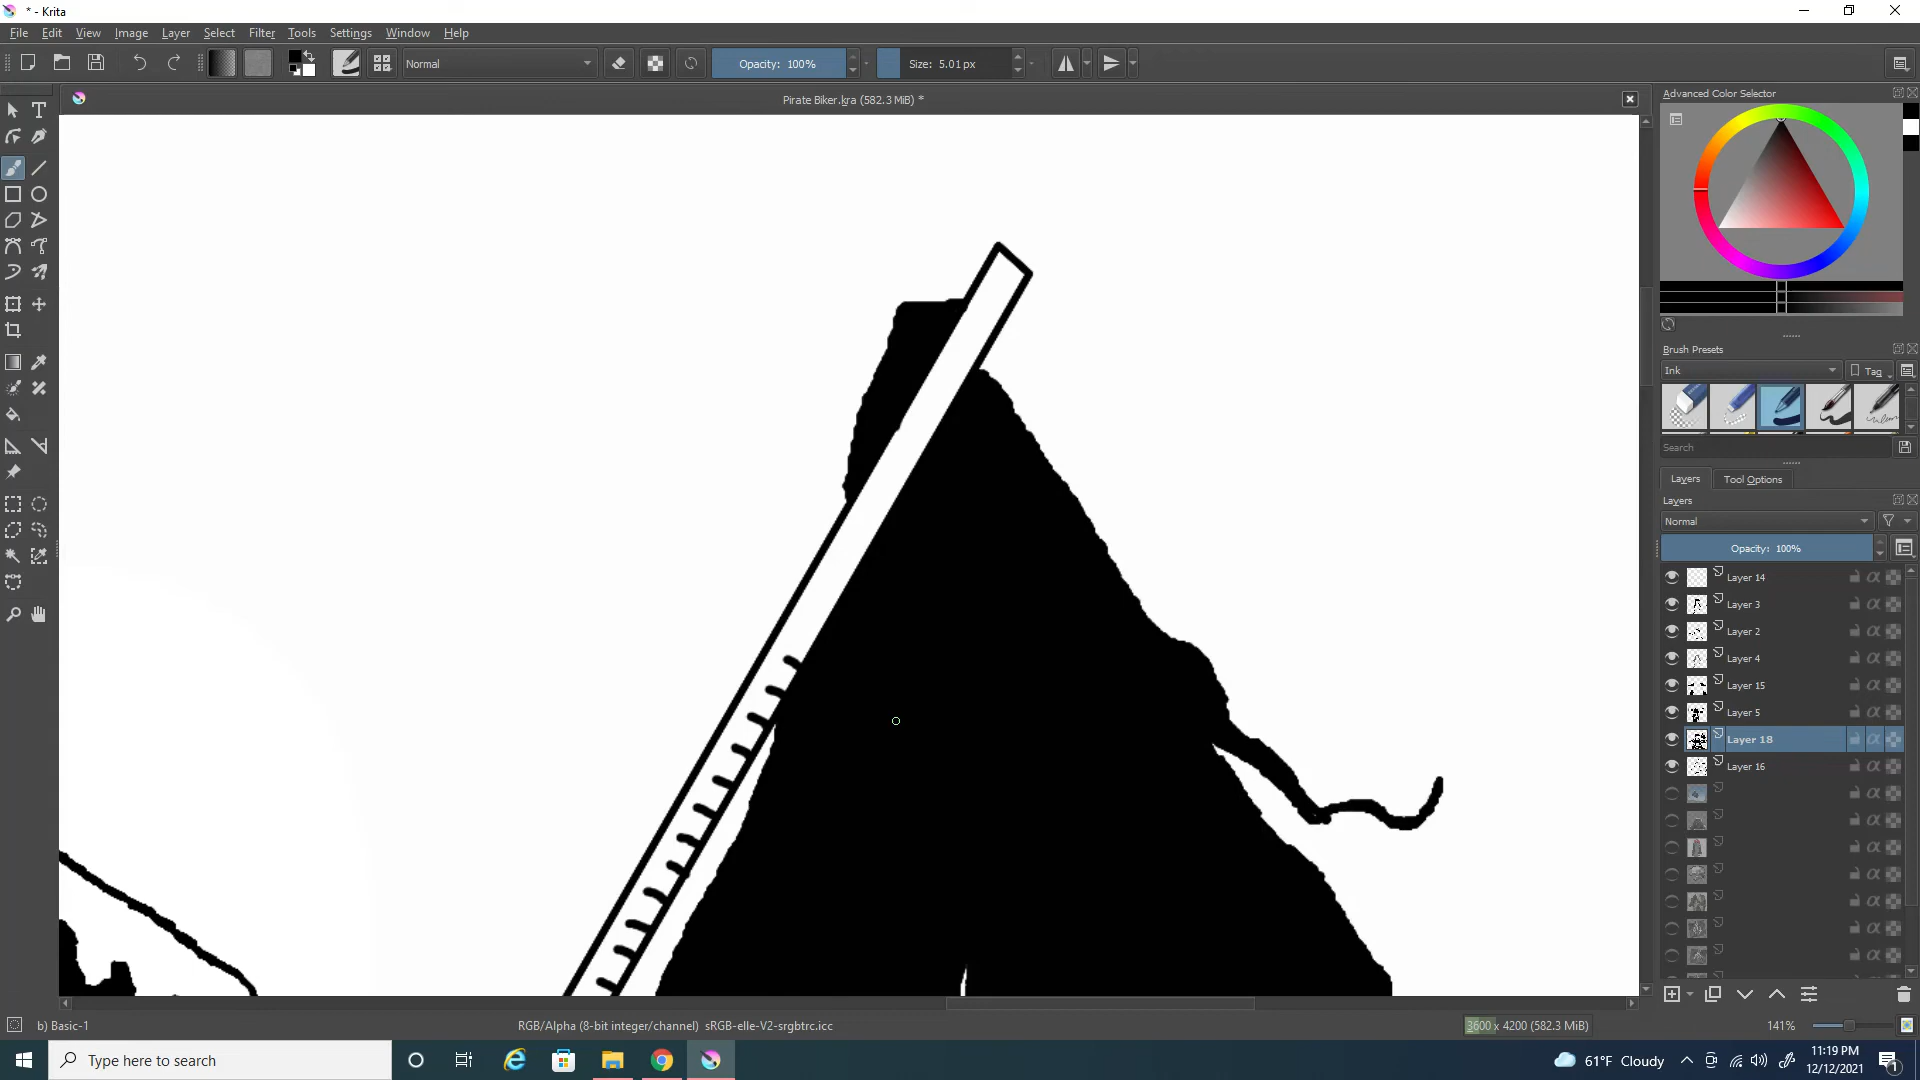 * - Krita
File Edit View Image Layer Select Filter Tools Settings Window Help
Normal Opacity: 100% Size: 5.01 px
Pirate Biker.kra (582.3 MiB) *
Advanced Color Selector
Brush Presets
Ink Tag
Search
Layers Tool Options
Layers
Normal
Opacity: 100%
Layer 14
Layer 3
Layer 2
Layer 4
Layer 15
Layer 5
Layer 18
Layer 16
b) Basic-1 RGB/Alpha (8-bit integer/channel) sRGB-elle-V2-srgbtrc.icc 3600 x 4200 (582.3 MiB) 141%
Type here to search 61°F Cloudy 11:19 PM
12/12/2021 1